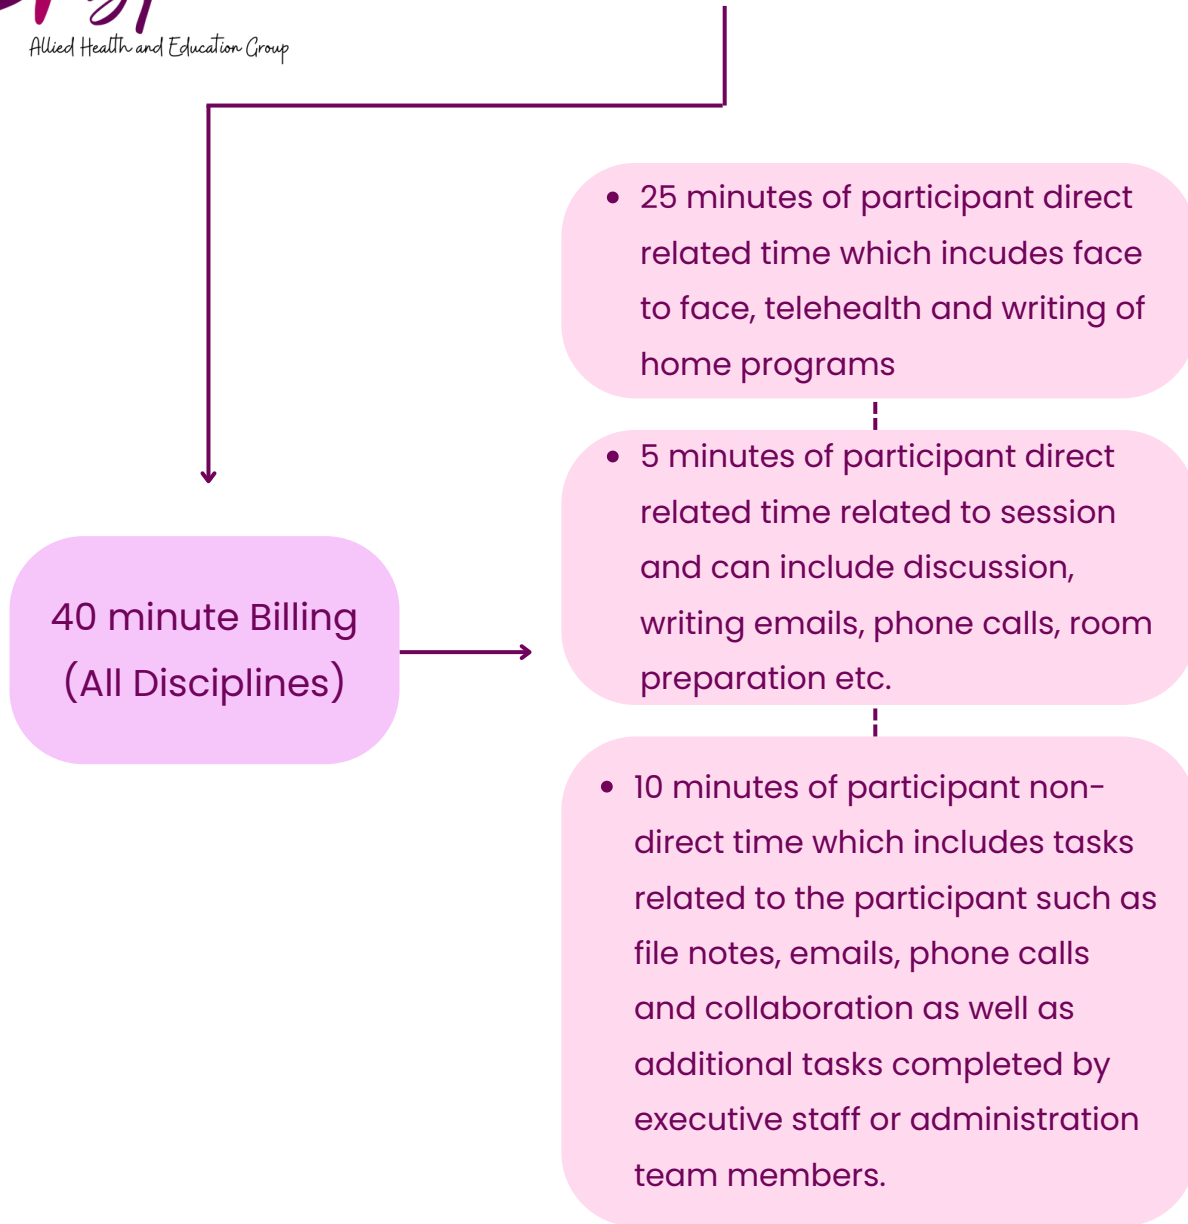 Allied Health and Education Group
• 25 minutes of participant direct
related time which incudes face
to face, telehealth and writing of
home programs
• 5 minutes of participant direct
related time related to session
and can include discussion,
writing emails, phone calls, room
preparation etc.
40 minute Billing
(All Disciplines)
• 10 minutes of participant non-
direct time which includes tasks
related to the participant such as
file notes, emails, phone calls
and collaboration as well as
additional tasks completed by
executive staff or administration
team members.